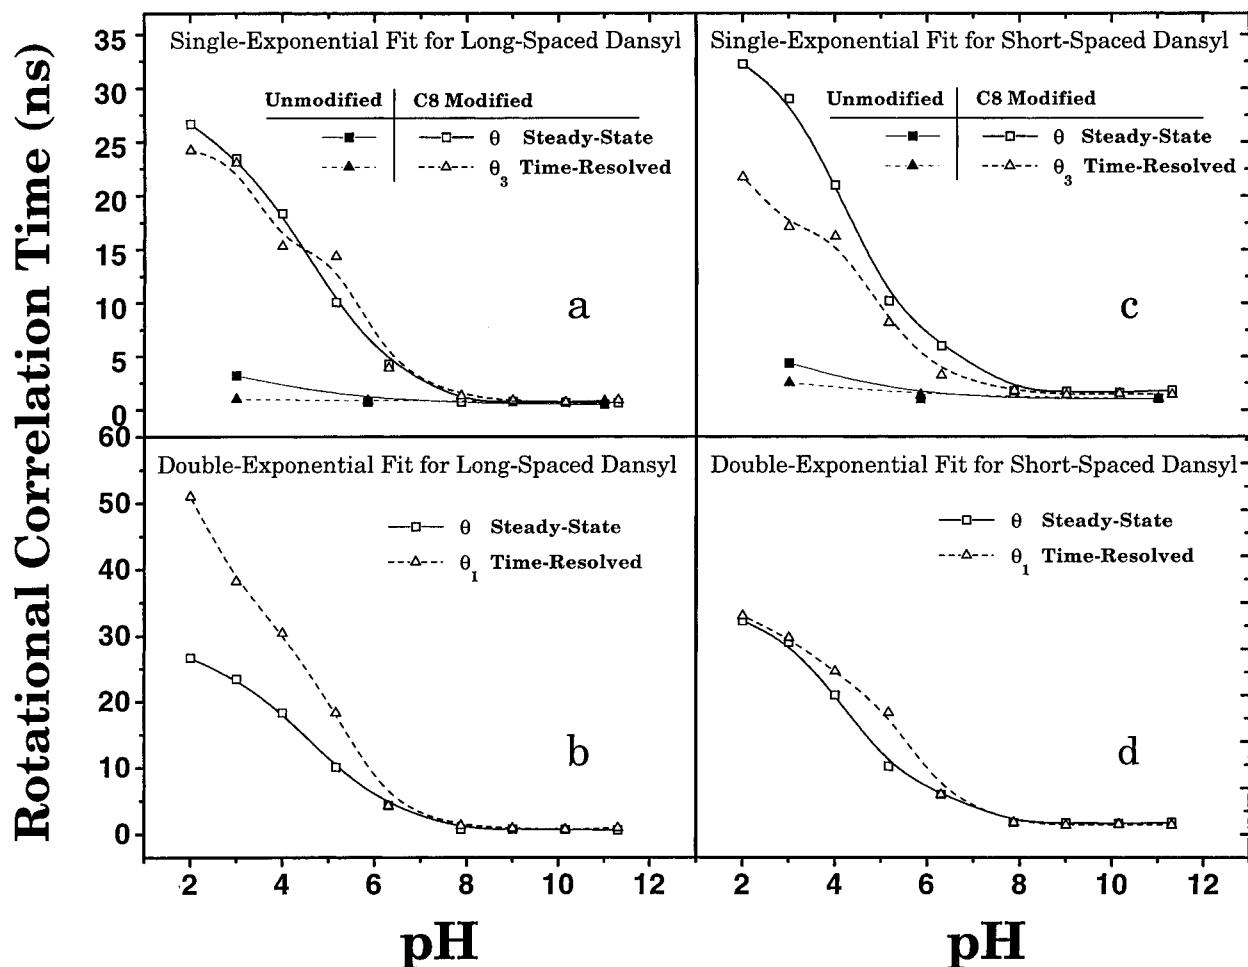 Rotational Correlation Time (ns)
35
30
25
20
15
10
5
0
Single-Exponential Fit for Long-Spaced Dansyl
Unmodified C8 Modified
θ Steady-State
θ3 Time-Resolved
a
Single-Exponential Fit for Short-Spaced Dansyl
Unmodified C8 Modified
θ Steady-State
θ3 Time-Resolved
c
60
50
40
30
20
10
0
Double-Exponential Fit for Long-Spaced Dansyl
θ Steady-State
θ1 Time-Resolved
b
Double-Exponential Fit for Short-Spaced Dansyl
θ Steady-State
θ1 Time-Resolved
d
2 4 6 8 10 12
2 4 6 8 10 12
pH
pH